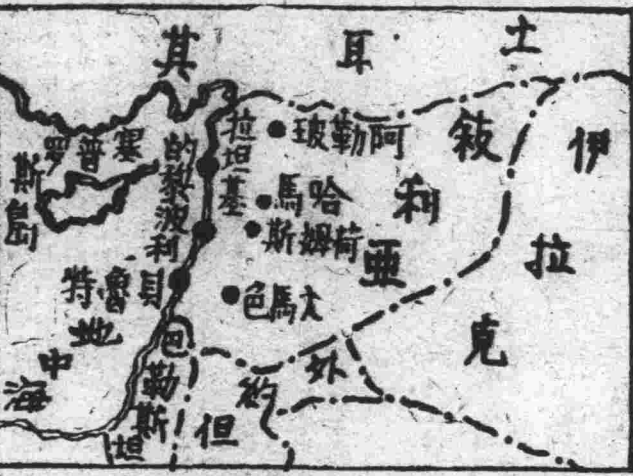 土耳其
敍利亞
伊拉克
阿勒玻
拉坦基
塞普罗斯島
哈馬
荷姆斯
的黎波利
貝魯特
大馬色
地中海
巴勒斯坦
外約但